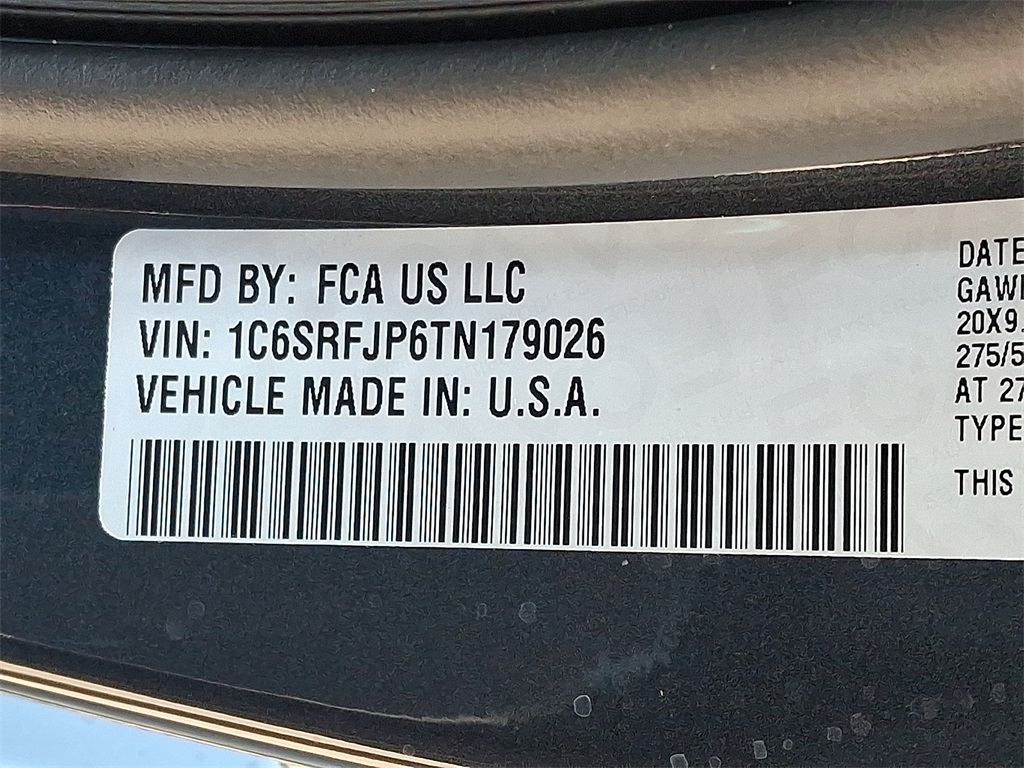 MFD BY: FCA US LLC
VIN: 1C6SRFJP6TN179026
VEHICLE MADE IN: U.S.A.
DATE
GAW
20X9.
275/5
AT 27
TYPE
THIS